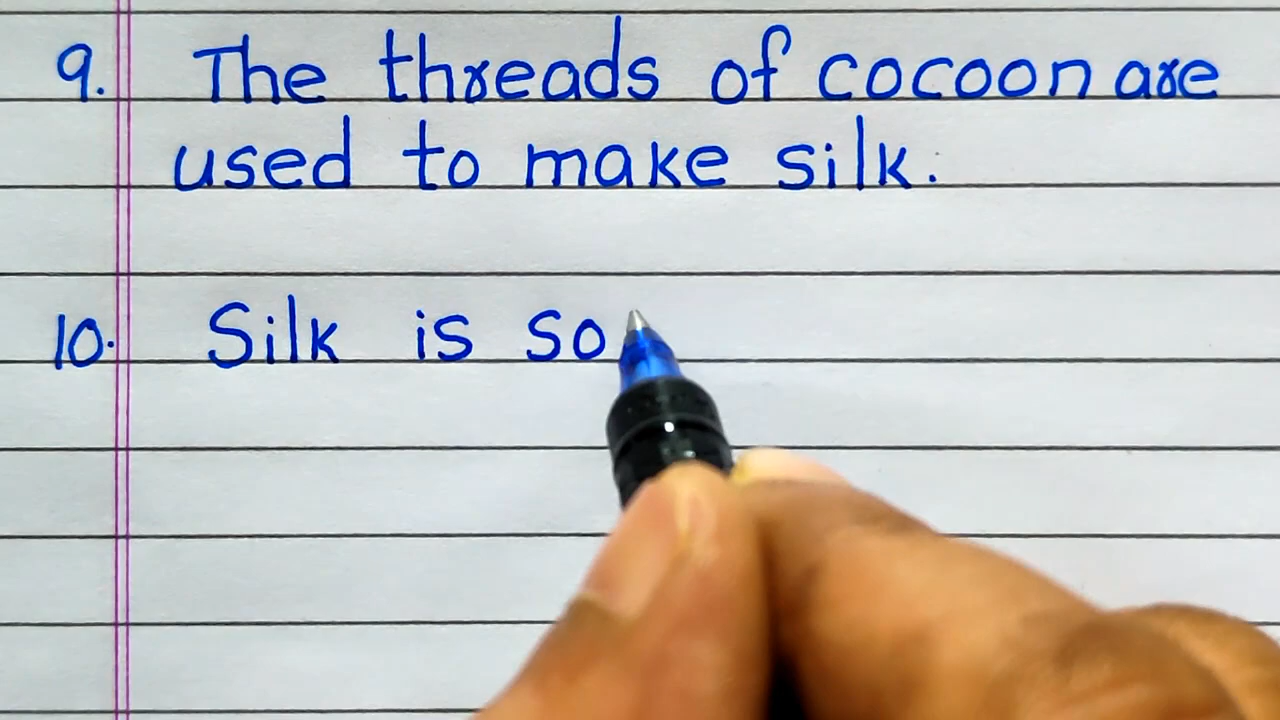 9. The threads of cocoon are
used to make silk.
10. Silk is so